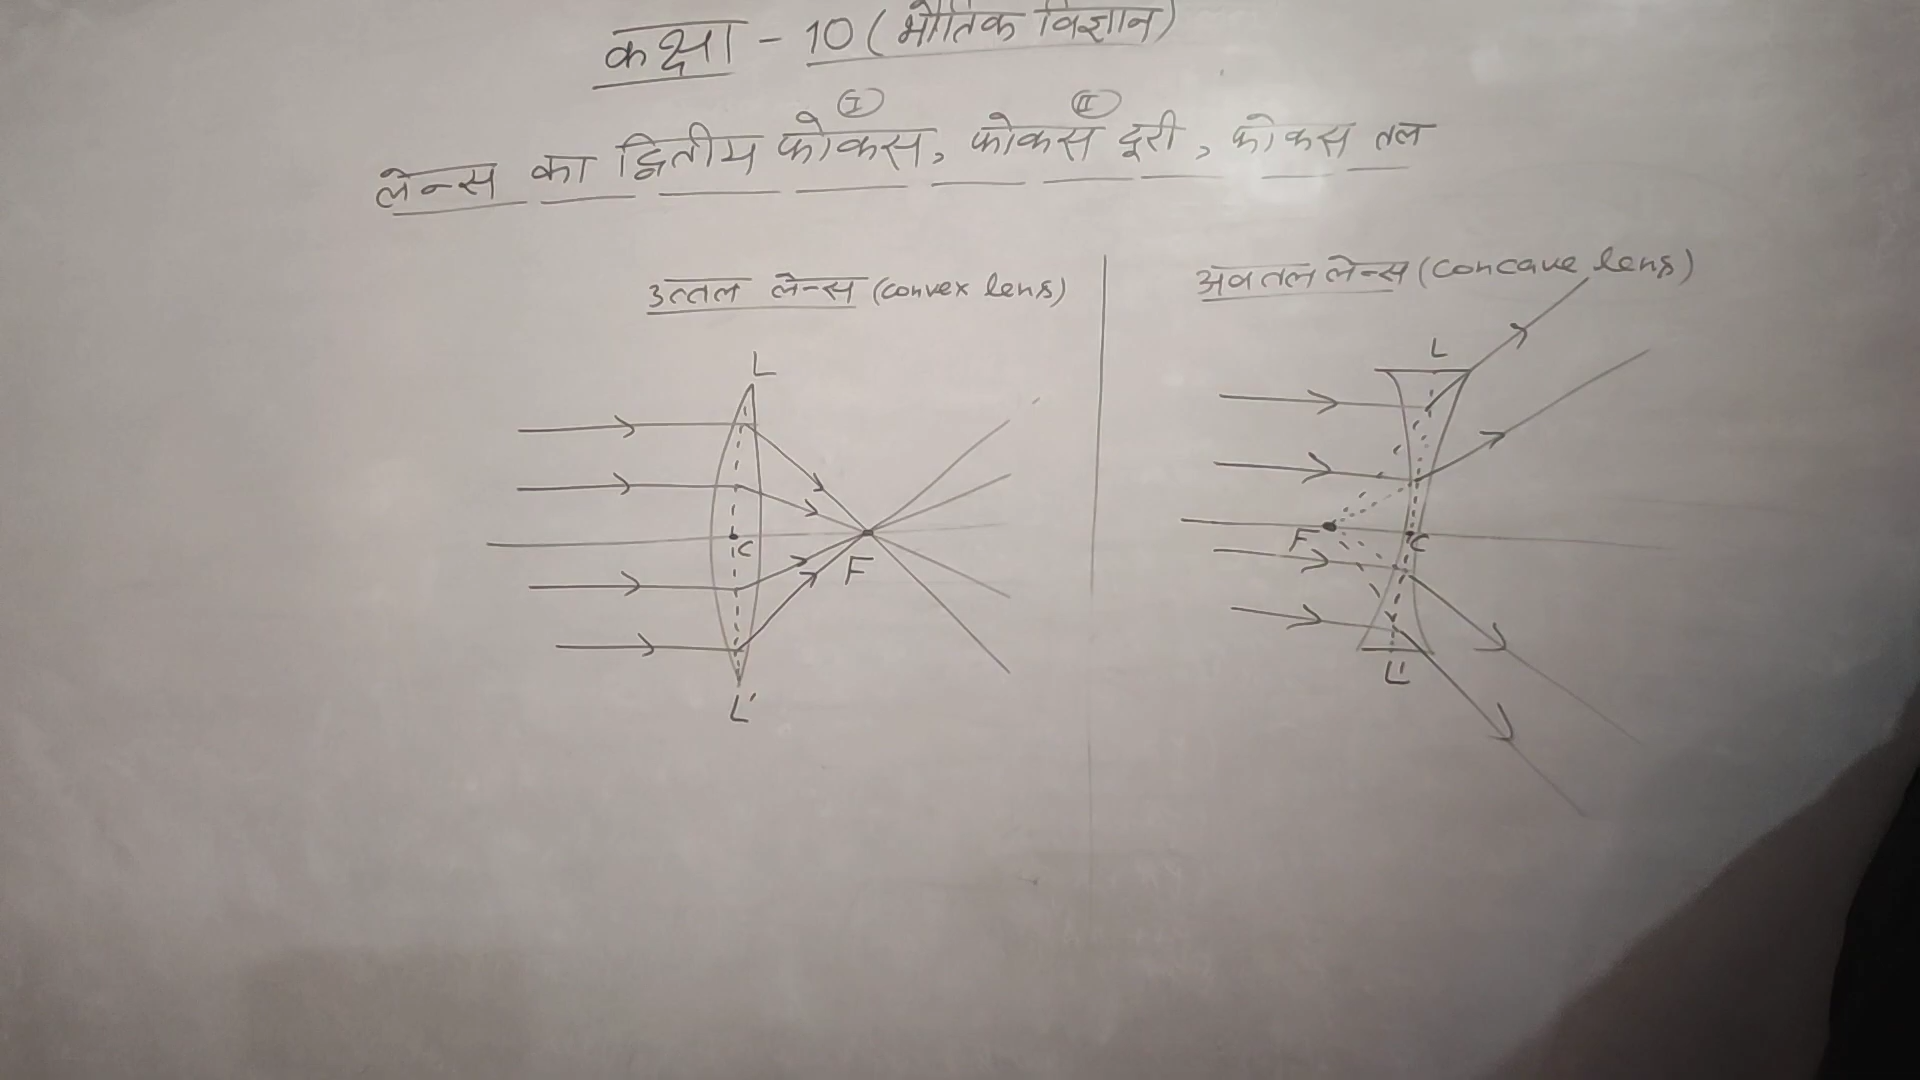 कक्षा - 10 (भौतिक विज्ञान)
I II
लेन्स का द्वितीय फोकस, फोकस दूरी, फोकस तल
उत्तल लेन्स (convex lens)
अवतल लेन्स (concave lens)
L
C
F
L'
L
F
C
L'